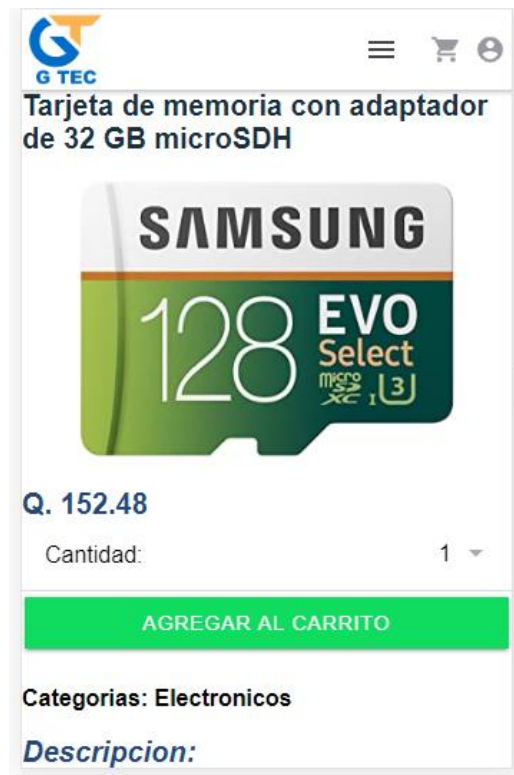 G TEC
Tarjeta de memoria con adaptador
de 32 GB microSDH
SAMSUNG
128
EVO
Select
micro
SD
XC I U3
Q. 152.48
Cantidad: 1
AGREGAR AL CARRITO
Categorias: Electronicos
Descripcion: